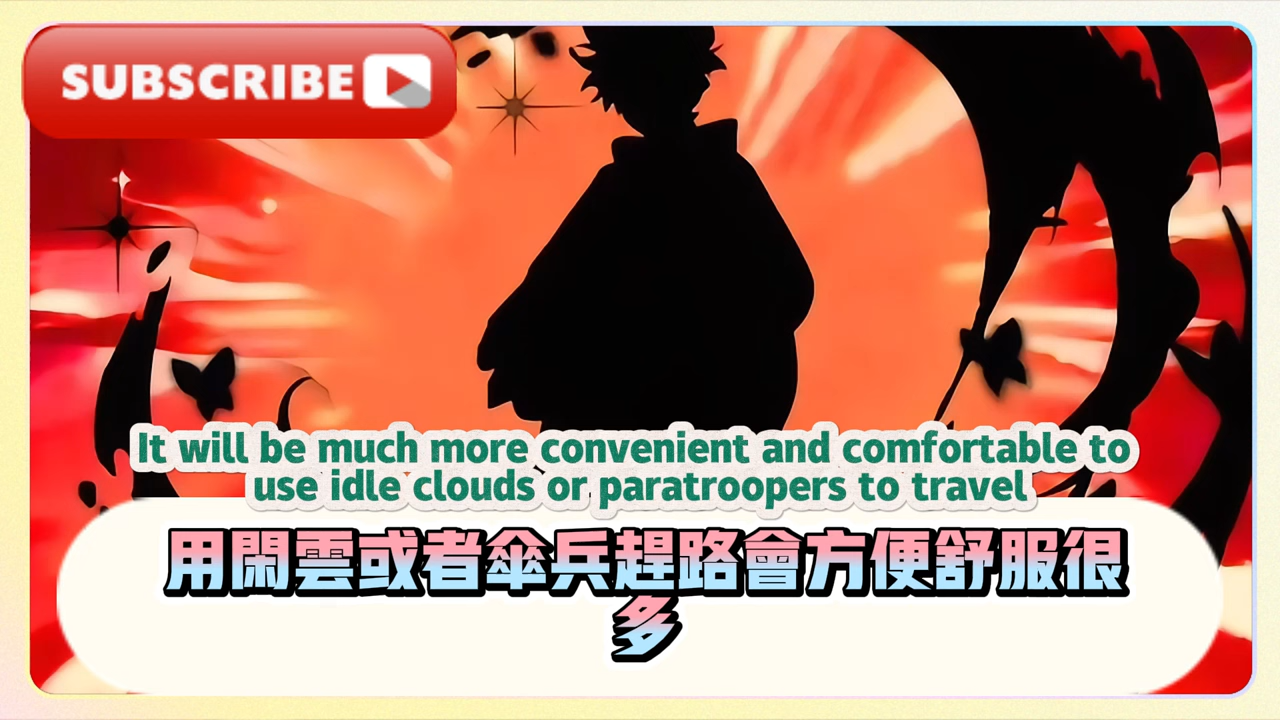 SUBSCRIBE
It will be much more convenient and comfortable to
use idle clouds or paratroopers to travel
用閑雲或者傘兵趕路會方便舒服很
多